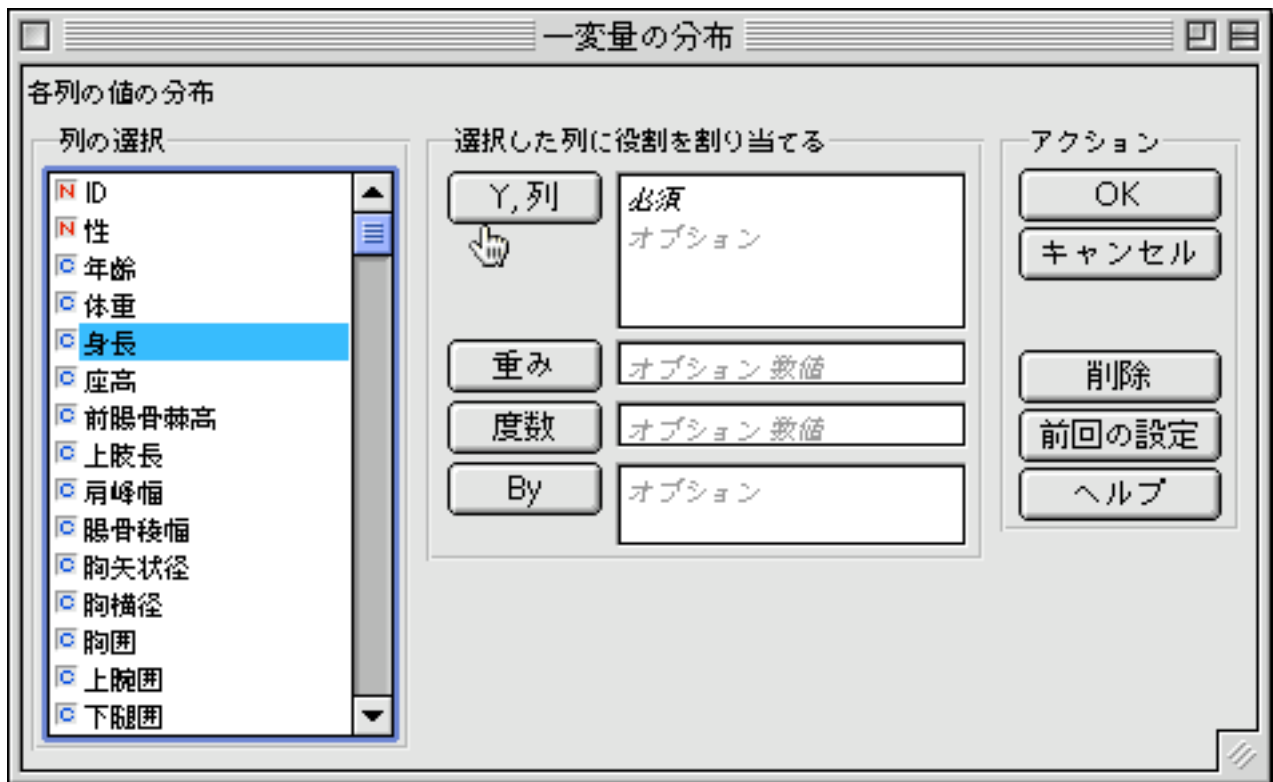 一変量の分布
各列の値の分布
列の選択
N ID
N 性
C 年齢
C 体重
C 身長
C 座高
C 前腸骨棘高
C 上肢長
C 肩峰幅
C 腸骨稜幅
C 胸矢状径
C 胸横径
C 胸囲
C 上腕囲
C 下腿囲
選択した列に役割を割り当てる
Y, 列
必須
オプション
重み
オプション 数値
度数
オプション 数値
By
オプション
アクション
OK
キャンセル
削除
前回の設定
ヘルプ